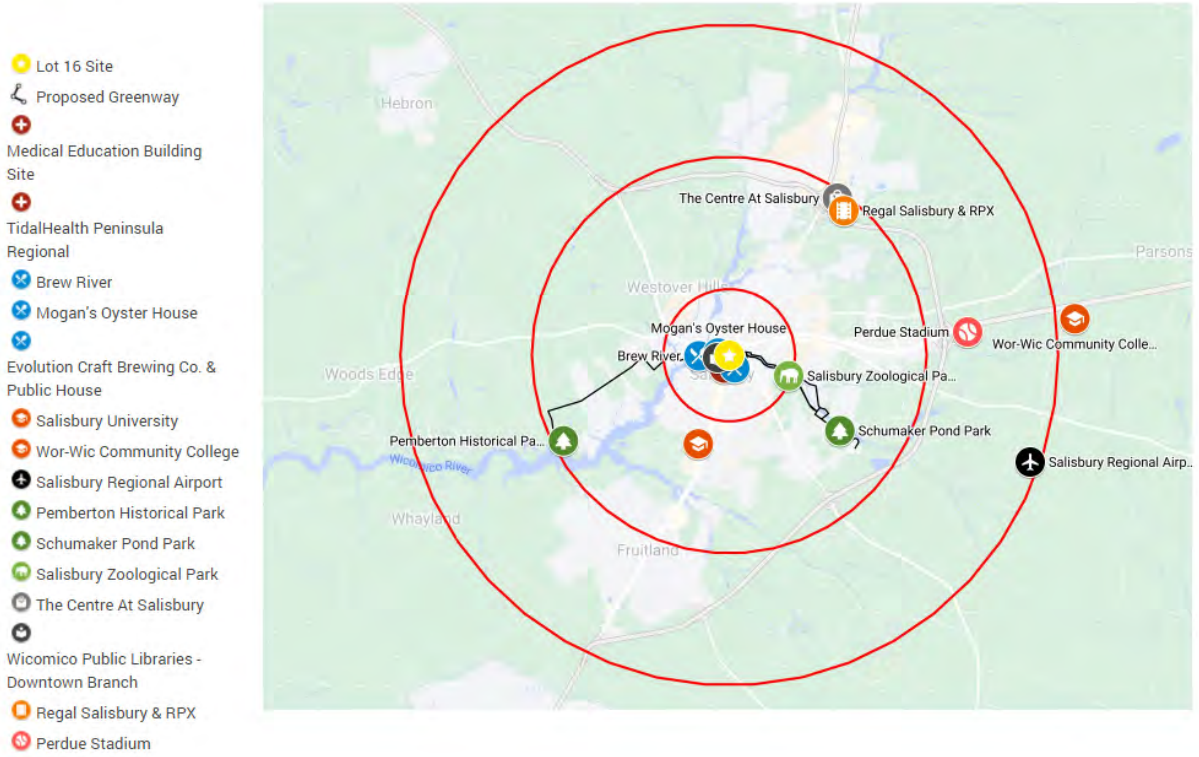 Lot 16 Site
Proposed Greenway
Medical Education Building
Site
TidalHealth Peninsula
Regional
Brew River
Mogan's Oyster House
Evolution Craft Brewing Co. &
Public House
Salisbury University
Wor-Wic Community College
Salisbury Regional Airport
Pemberton Historical Park
Schumaker Pond Park
Salisbury Zoological Park
The Centre At Salisbury
Wicomico Public Libraries -
Downtown Branch
Regal Salisbury & RPX
Perdue Stadium
Hebron
The Centre At Salisbury
Regal Salisbury & RPX
Parsons
Westover Hills
Mogan's Oyster House
Perdue Stadium
Wor-Wic Community Colle...
Brew River
Woods Edge
Salisbury Zoological Pa...
Schumaker Pond Park
Pemberton Historical Pa...
Wicomico River
Salisbury Regional Airp...
Whayland
Fruitland